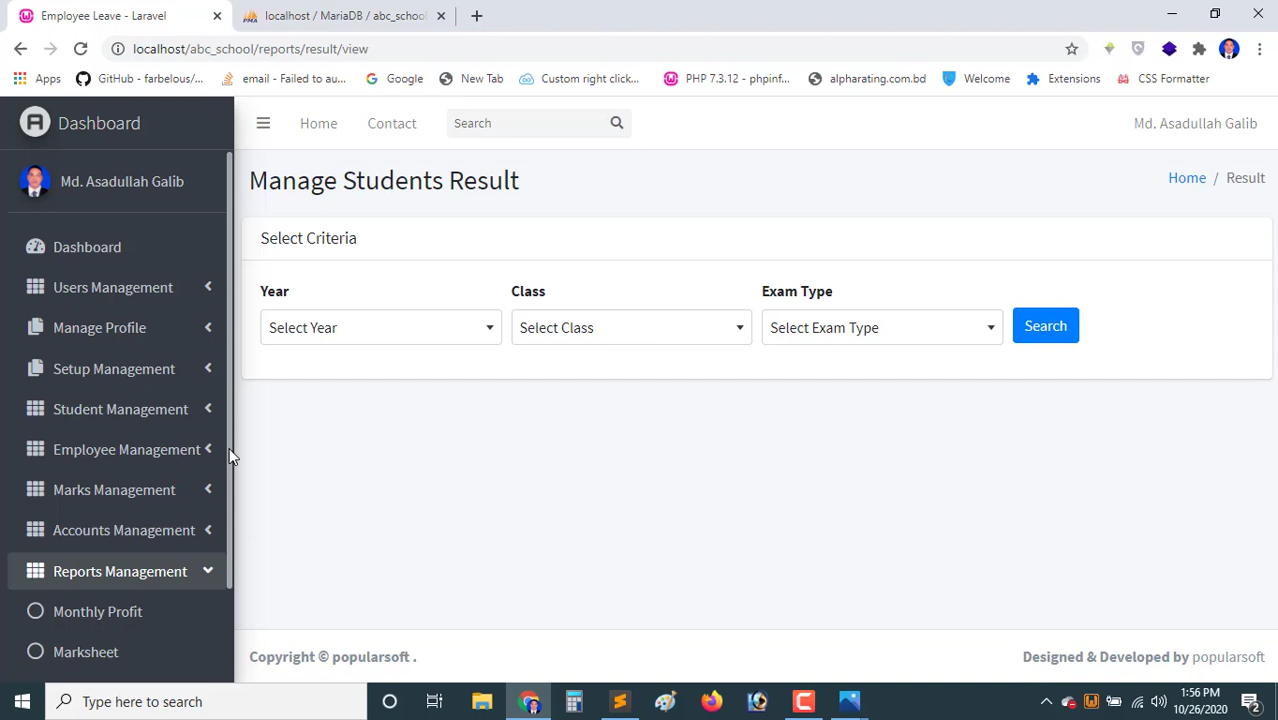 Employee Leave - Laravel
localhost / MariaDB / abc_school
localhost/abc_school/reports/result/view
Apps
GitHub - farbelous/...
email - Failed to au...
Google
New Tab
Custom right click...
PHP 7.3.12 - phpinf...
alpharating.com.bd
Welcome
Extensions
CSS Formatter
A Dashboard
Home
Contact
Search
Md. Asadullah Galib
Md. Asadullah Galib
Manage Students Result
Home / Result
Select Criteria
Dashboard
Users Management
Manage Profile
Setup Management
Student Management
Employee Management
Marks Management
Accounts Management
Reports Management
Monthly Profit
Marksheet
Year
Class
Exam Type
Select Year
Select Class
Select Exam Type
Search
Copyright © popularsoft .
Designed & Developed by popularsoft
Type here to search
1:56 PM
10/26/2020
2